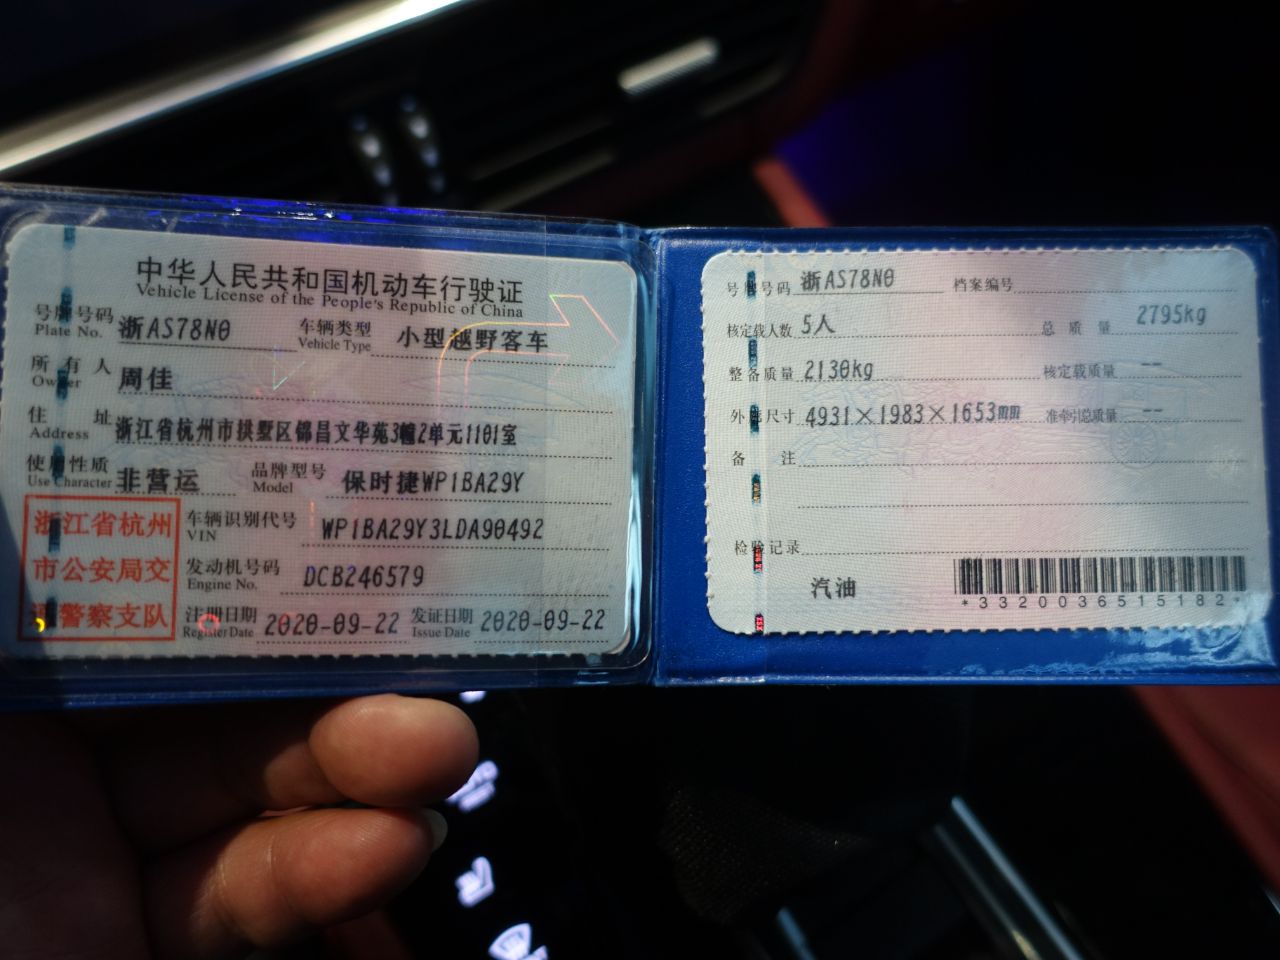 中华人民共和国机动车行驶证
Vehicle License of the People's Republic of China
号牌号码 浙AS78N0 车辆类型 小型越野客车
Plate No. Vehicle Type
所有人 周佳
Owner
住址 浙江省杭州市拱墅区锦昌文华苑3幢2单元1101室
Address
使用性质 非营运 品牌型号 保时捷WP1BA29Y
Use Character Model
浙江省杭州
市公安局交
通警察支队
车辆识别代号 WP1BA29Y3LDA90492
VIN
发动机号码 DCB246579
Engine No.
注册日期 2020-09-22 发证日期 2020-09-22
Register Date Issue Date
号牌号码 浙AS78N0 档案编号
核定载人数 5人 总质量 2795kg
整备质量 2130kg 核定载质量 --
外廓尺寸 4931×1983×1653mm 准牵引总质量 --
备注
检验记录
汽油
*3320036515182*